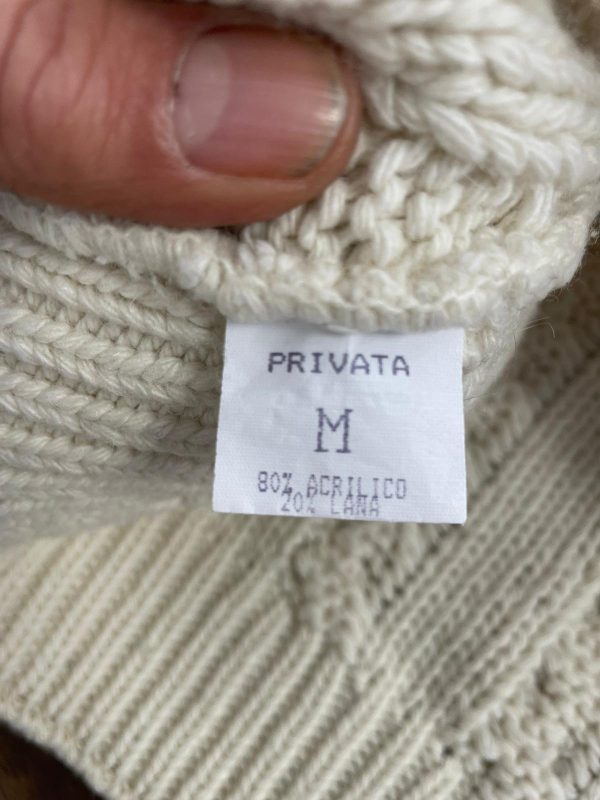 PRIVATA
M
80% ACRILICO
20% LANA